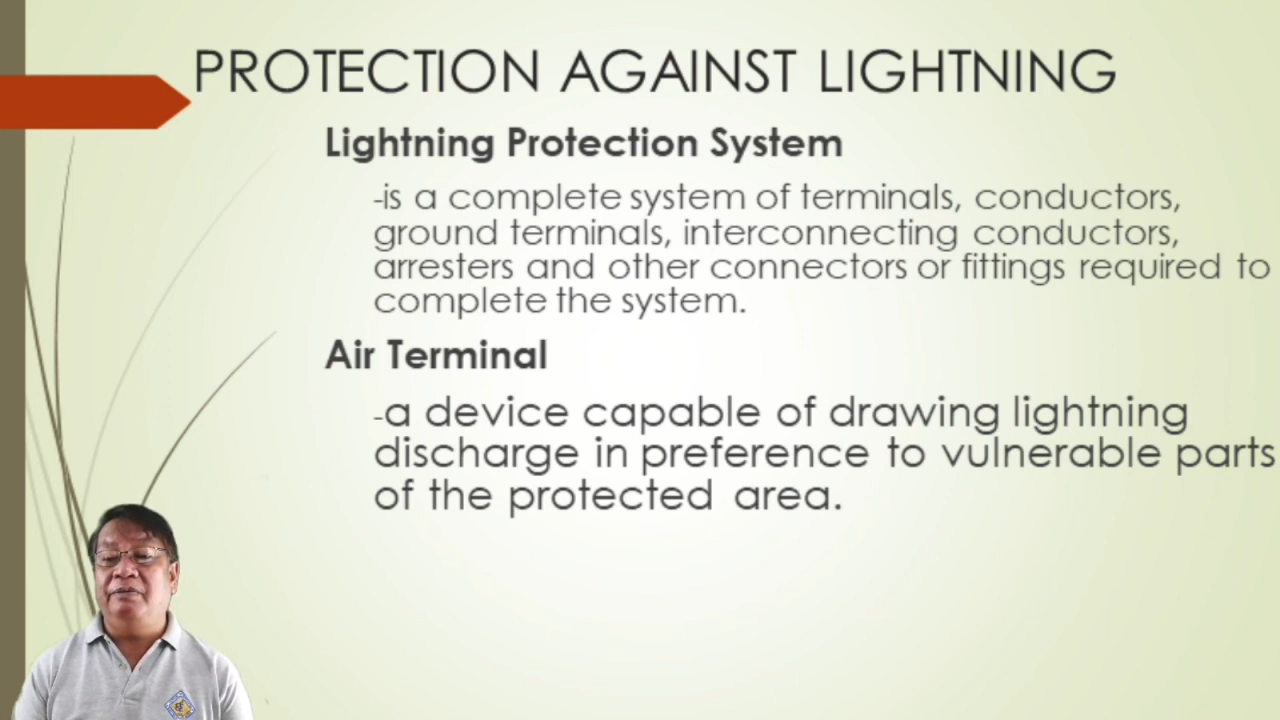 PROTECTION AGAINST LIGHTNING
Lightning Protection System
-is a complete system of terminals, conductors,
ground terminals, interconnecting conductors,
arresters and other connectors or fittings required to
complete the system.
Air Terminal
-a device capable of drawing lightning
discharge in preference to vulnerable parts
of the protected area.